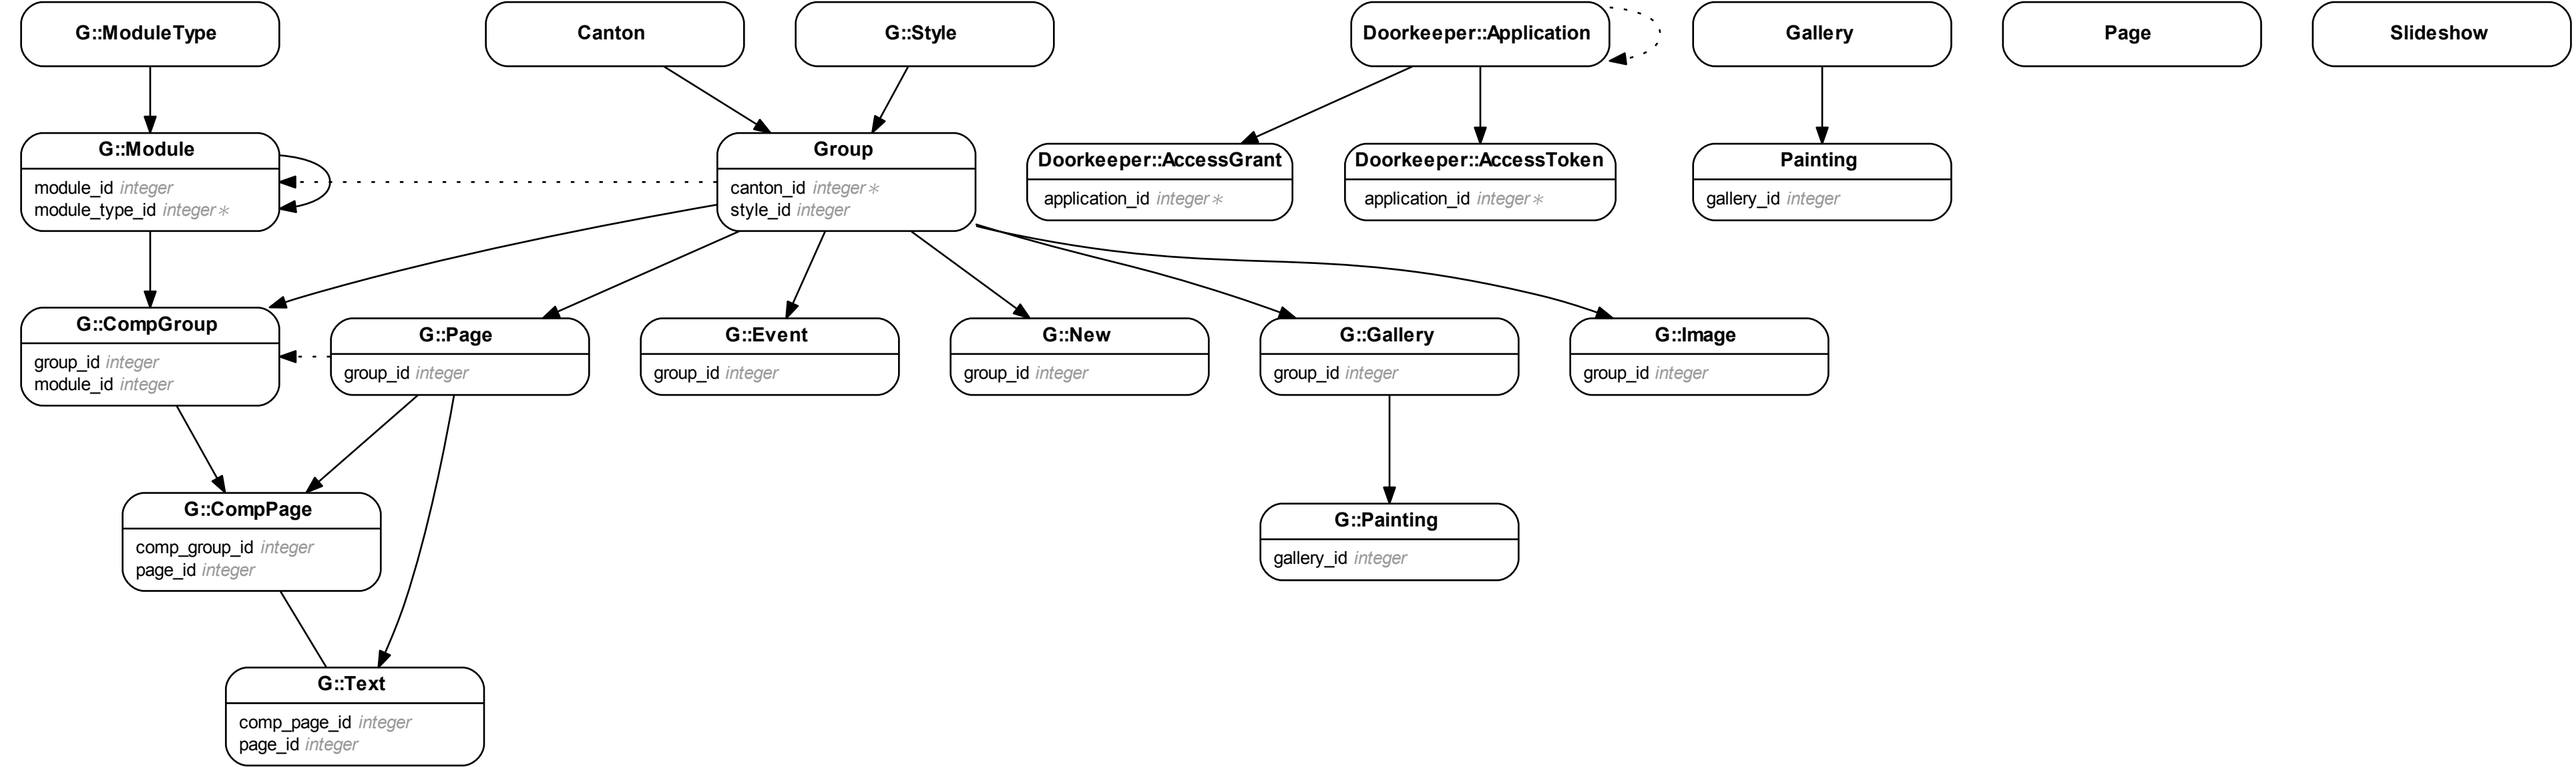 G::ModuleType
Canton
G::Style
Doorkeeper::Application
Gallery
Page
Slideshow
G::Module
module_id integer
module_type_id integer∗
Group
canton_id integer∗
style_id integer
Doorkeeper::AccessGrant
application_id integer∗
Doorkeeper::AccessToken
application_id integer∗
Painting
gallery_id integer
G::CompGroup
group_id integer
module_id integer
G::Page
group_id integer
G::Event
group_id integer
G::New
group_id integer
G::Gallery
group_id integer
G::Image
group_id integer
G::CompPage
comp_group_id integer
page_id integer
G::Painting
gallery_id integer
G::Text
comp_page_id integer
page_id integer